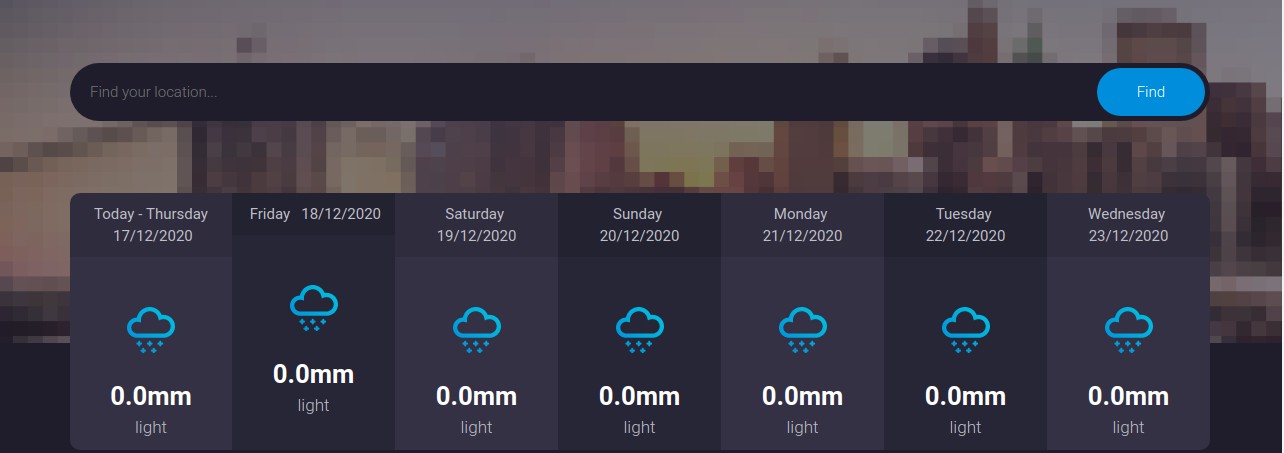 Find your location...
Find
Today - Thursday
17/12/2020
Friday 18/12/2020
Saturday
19/12/2020
Sunday
20/12/2020
Monday
21/12/2020
Tuesday
22/12/2020
Wednesday
23/12/2020
0.0mm
light
0.0mm
light
0.0mm
light
0.0mm
light
0.0mm
light
0.0mm
light
0.0mm
light